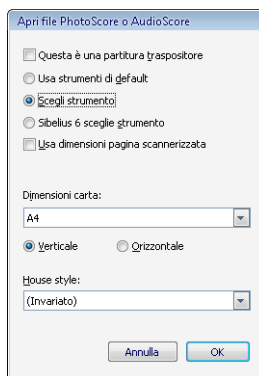 Apri file PhotoScore o AudioScore
Questa è una partitura traspositore
Usa strumenti di default
Scegli strumento
Sibelius 6 sceglie strumento
Usa dimensioni pagina scannerizzata
Dimensioni carta:
A4
Verticale Orizzontale
House style:
(Invariato)
Annulla OK